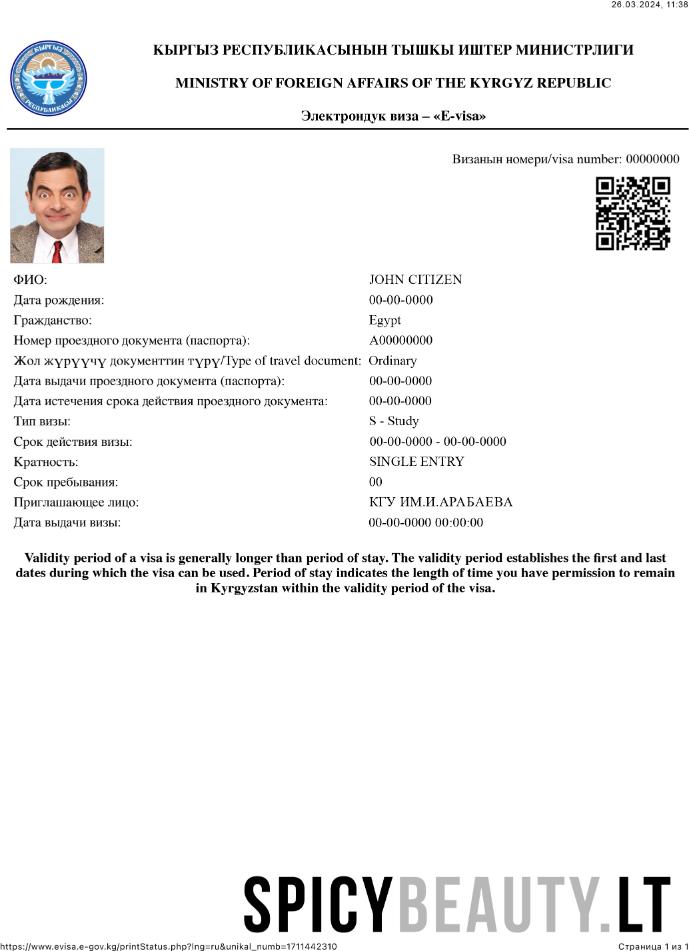 26.03.2024, 11:38
КЫРГЫЗ РЕСПУБЛИКАСЫНЫН ТЫШКЫ ИШТЕР МИНИСТРЛИГИ
MINISTRY OF FOREIGN AFFAIRS OF THE KYRGYZ REPUBLIC
Электрондук виза – «E-visa»
Визанын номери/visa number: 00000000
ФИО: JOHN CITIZEN
Дата рождения: 00-00-0000
Гражданство: Egypt
Номер проездного документа (паспорта): A00000000
Жол жүрүүчү документтин түрү/Type of travel document: Ordinary
Дата выдачи проездного документа (паспорта): 00-00-0000
Дата истечения срока действия проездного документа: 00-00-0000
Тип визы: S - Study
Срок действия визы: 00-00-0000 - 00-00-0000
Кратность: SINGLE ENTRY
Срок пребывания: 00
Приглашающее лицо: КГУ ИМ.И.АРАБАЕВА
Дата выдачи визы: 00-00-0000 00:00:00
Validity period of a visa is generally longer than period of stay. The validity period establishes the first and last
dates during which the visa can be used. Period of stay indicates the length of time you have permission to remain
in Kyrgyzstan within the validity period of the visa.
SPICYBEAUTY.LT
https://www.evisa.e-gov.kg/printStatus.php?lng=ru&unikal_numb=1711442310 Страница 1 из 1